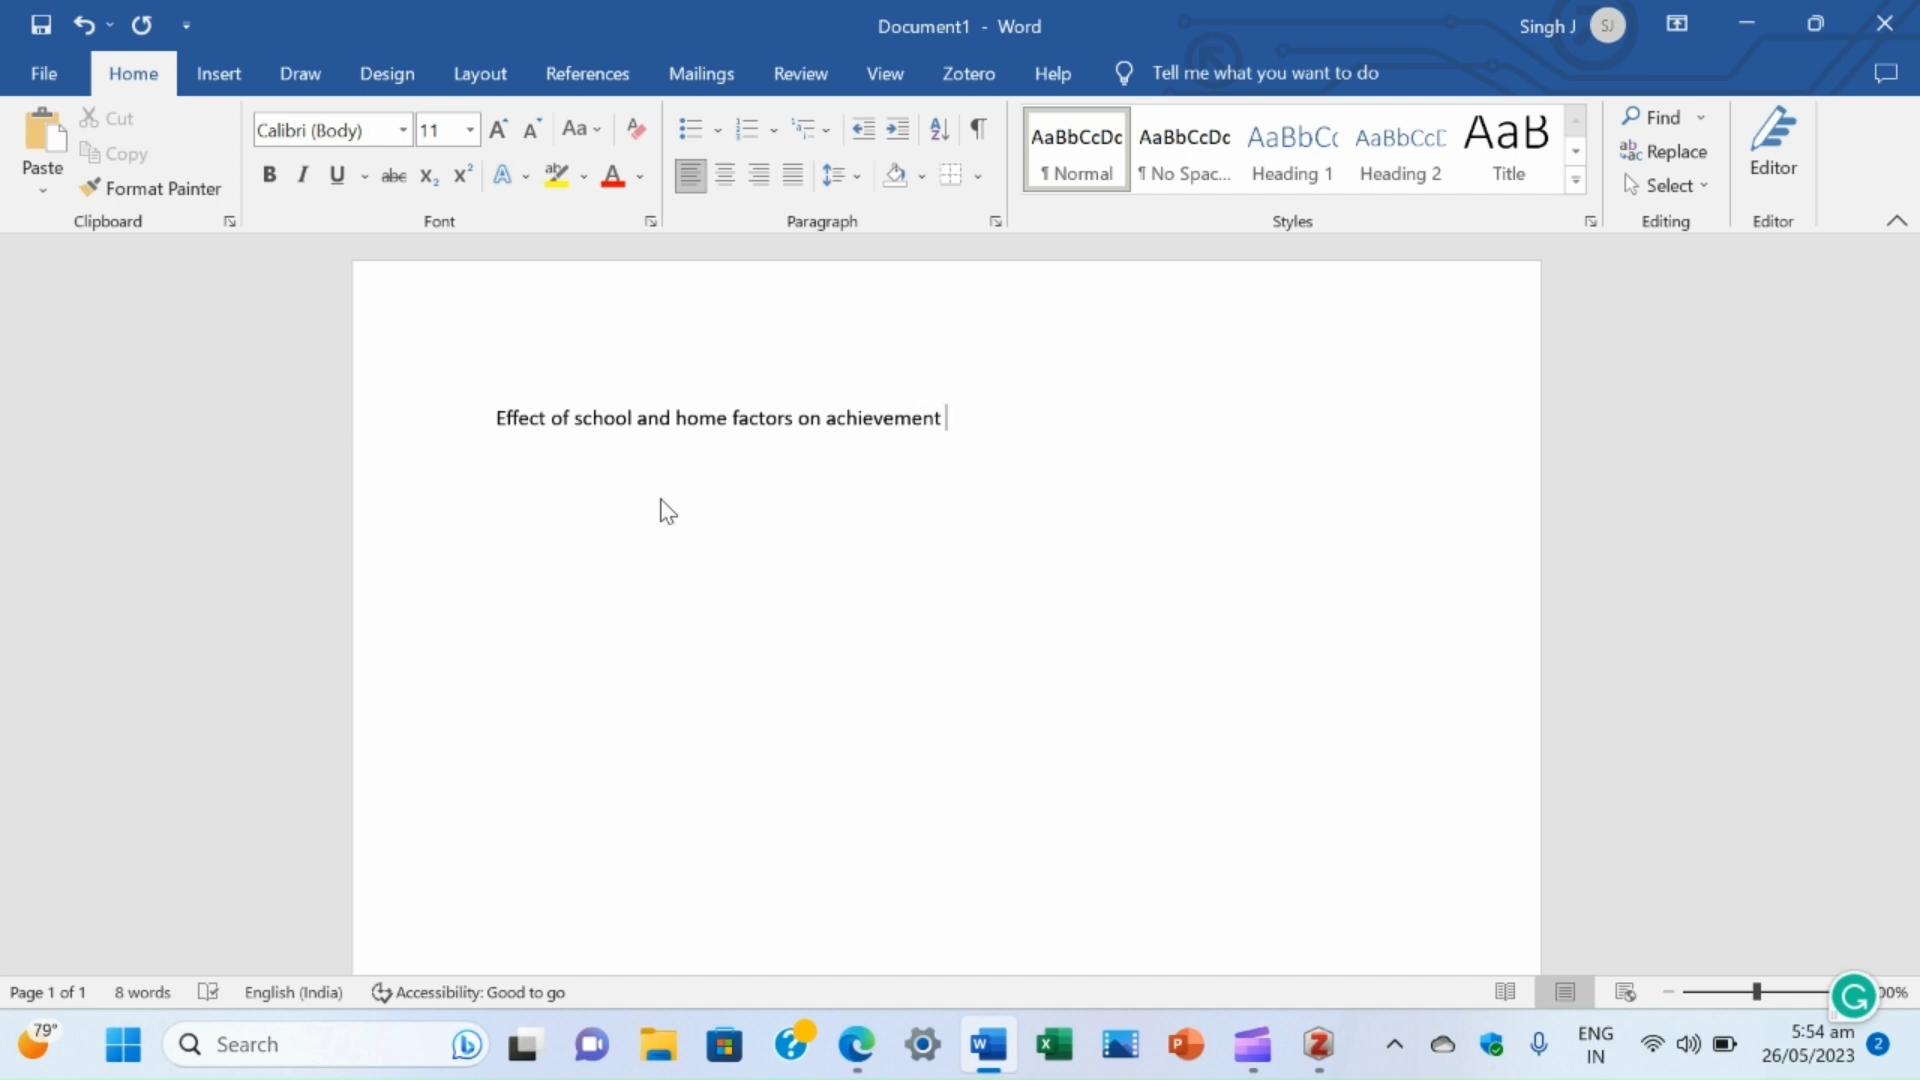 Document1 - Word
Singh J SJ
File Home Insert Draw Design Layout References Mailings Review View Zotero Help Tell me what you want to do
Paste
Cut
Copy
Format Painter
Clipboard
Calibri (Body) 11
Font
Paragraph
AaBbCcDc AaBbCcDc AaBbCc AaBbCcD AaB
¶ Normal ¶ No Spac... Heading 1 Heading 2 Title
Styles
Find
Replace
Select
Editing
Editor
Editor
Effect of school and home factors on achievement
Page 1 of 1 8 words English (India) Accessibility: Good to go 00%
79° Search ENG IN 5:54 am 26/05/2023 2